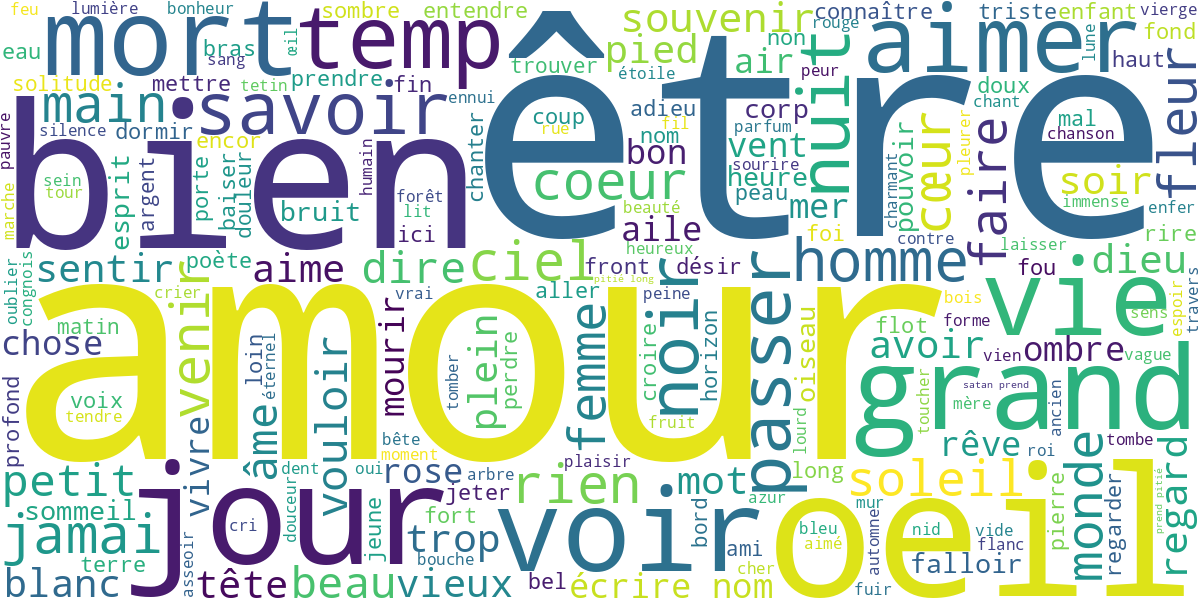 feu lumière bonheur sombre entendre souvenir connaître triste enfant vierge
mort temp être aimer
eau bras œil sang pied rouge non lune fond
solitude mettre tetin prendre fin trouver étoile air peur nuit haut
main savoir ennui adieu corp doux chant fleur
bien
pauvre silence dormir encor chanter coup rue nom fil parfum mal chanson
bon vent cœur faire pleurer
humain sourire
sein tour esprit argent porte baiser douleur forêt coeur heure charmant pouvoir soir
marche bruit lit beauté peau mer immense enfer
ici aile foi contre rire
oublier congnois sentir poète aime dire ciel heureux front désir homme laisser dieu
crier venir pitié long fou travers
amour
vrai aller peine noir passer bois vie espoir
matin loin éternel mourir plein femme horizon oiseau flot forme sens
chose perdre croire avoir vien ombre vague
tomber grand
profond voix âme vouloir toucher satan prend
tendre fruit lourd mère ancien
vivre bête rêve roi tombe
moment plaisir monde regard
petit dent oui rose arbre rien mot long soleil
jour jeter azur mur
sommeil douceur fort voir oeil pierre prend pitié
jamai cri jeune trop bord bleu nid vide regarder
terre bouche ami aimé automne flanc
asseoir falloir
blanc tête beau vieux bel écrire nom cher fuir